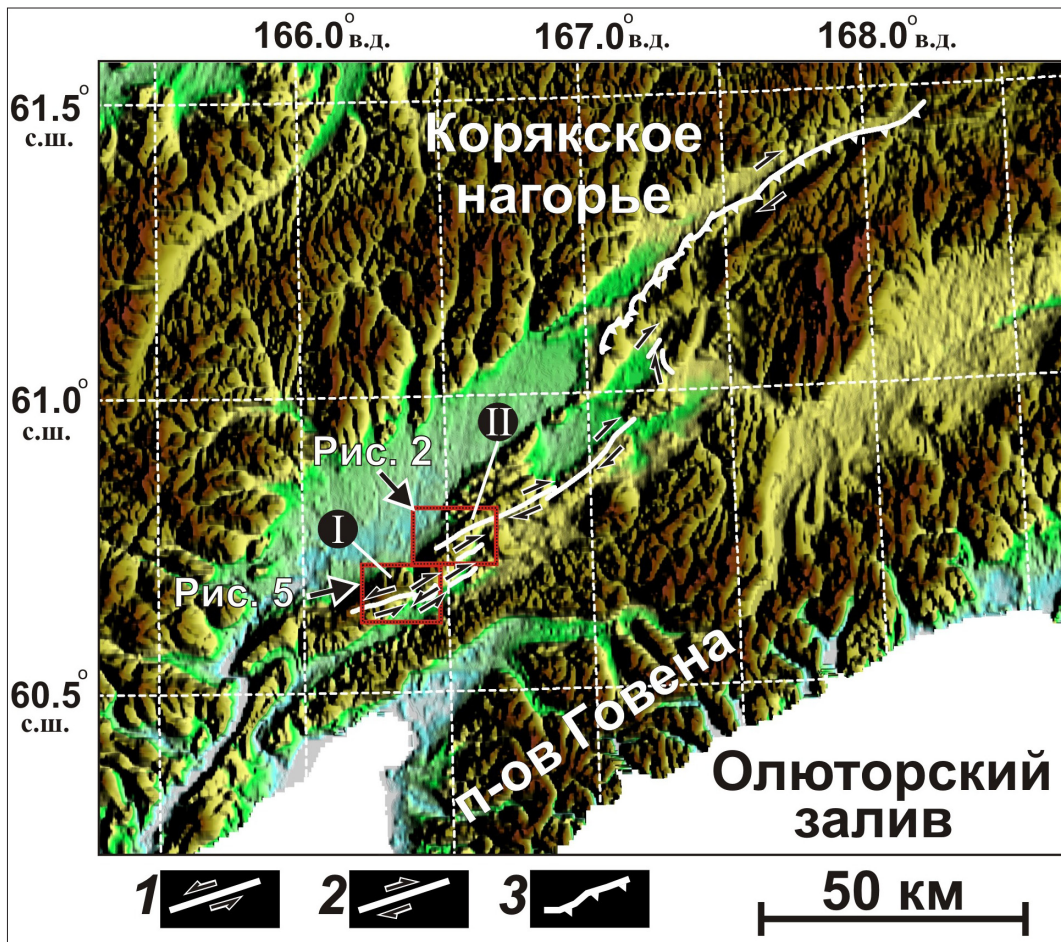 166.0° в.д. 167.0° в.д. 168.0° в.д.
61.5°
с.ш.
Корякское
нагорье
61.0°
с.ш.
II
Рис. 2
I
Рис. 5
60.5°
с.ш.
п-ов Говена
Олюторский
залив
1 2 3 50 км